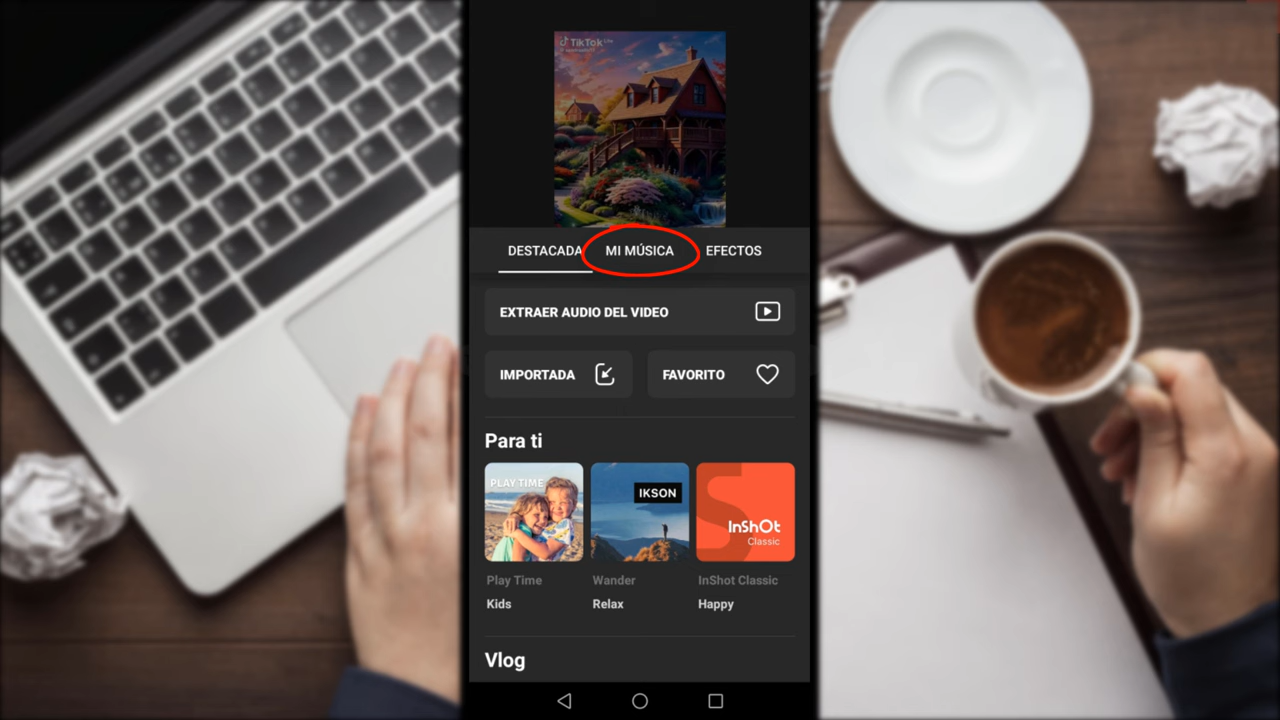 TikTok Lite
DESTACADA MI MÚSICA EFECTOS
EXTRAER AUDIO DEL VIDEO
IMPORTADA FAVORITO
Para ti
PLAY TIME
IKSON
InShOt
Classic
Play Time Wander InShot Classic
Kids Relax Happy
Vlog